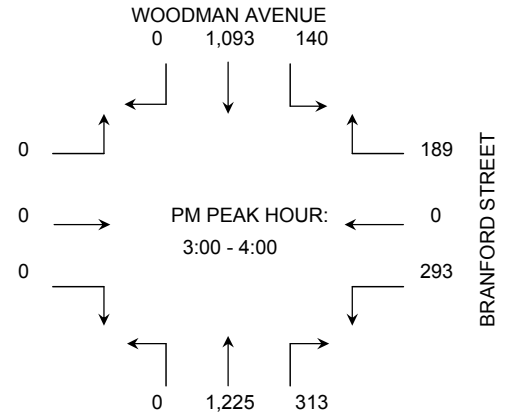 WOODMAN AVENUE
0 1,093 140
0 189
0 PM PEAK HOUR: 0
3:00 - 4:00
0 293
BRANFORD STREET
0 1,225 313